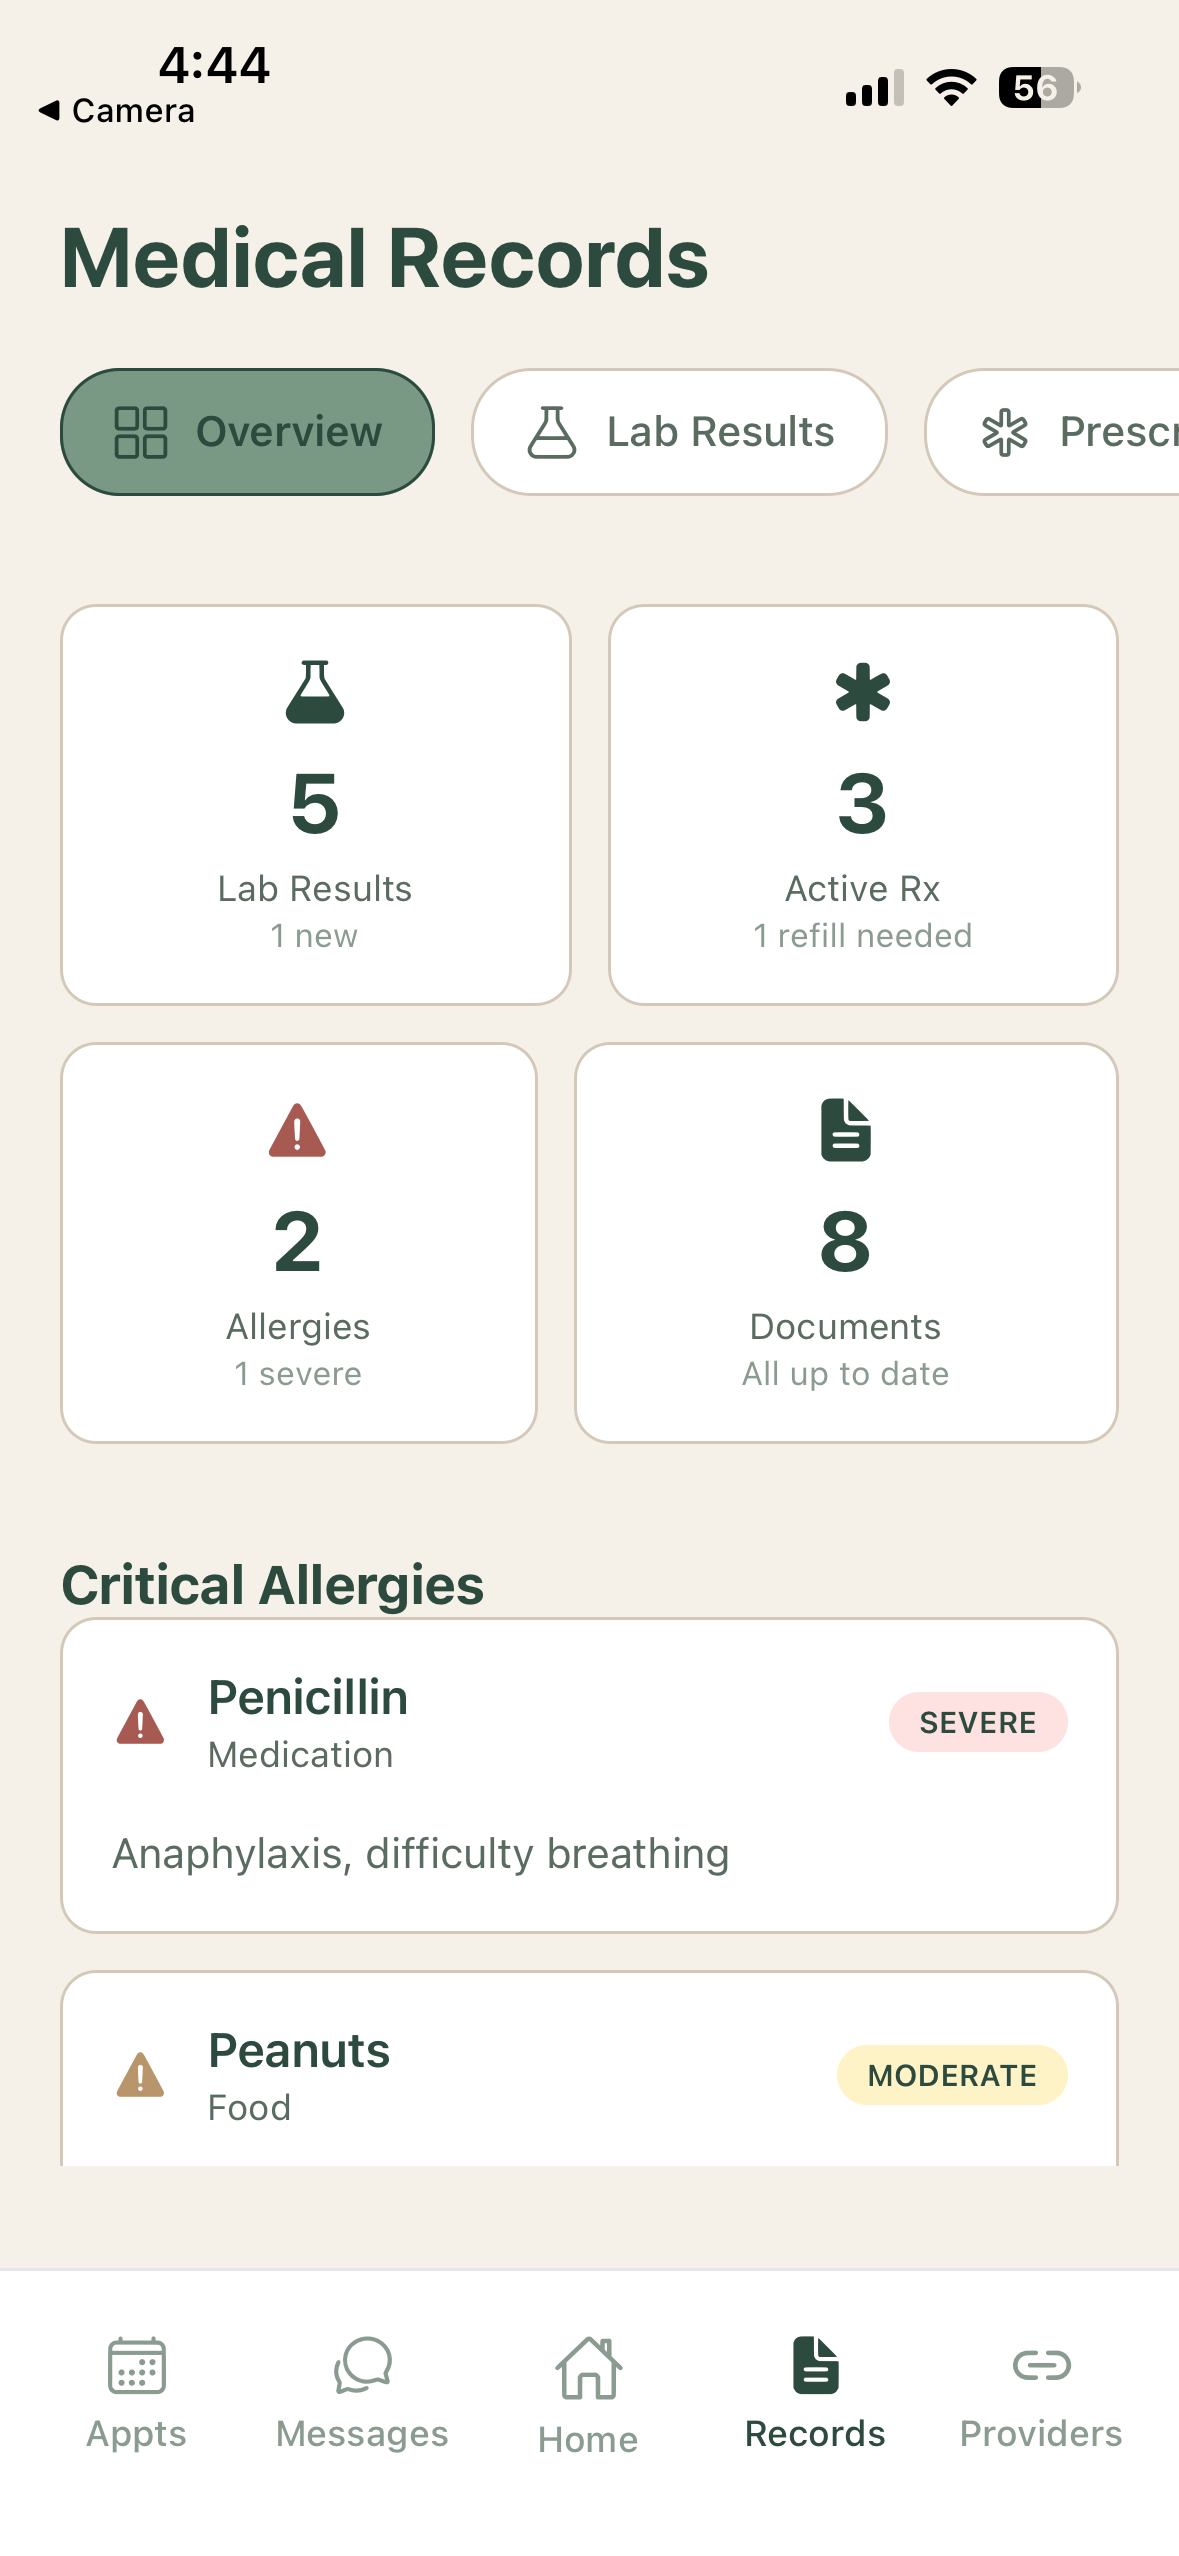 4:44
Camera
56
Medical Records
Overview
Lab Results
5
Lab Results
1 new
3
Active Rx
1 refill needed
2
Allergies
1 severe
8
Documents
All up to date
Critical Allergies
Penicillin
Medication
SEVERE
Anaphylaxis, difficulty breathing
Peanuts
Food
MODERATE
Appts
Messages
Home
Records
Providers